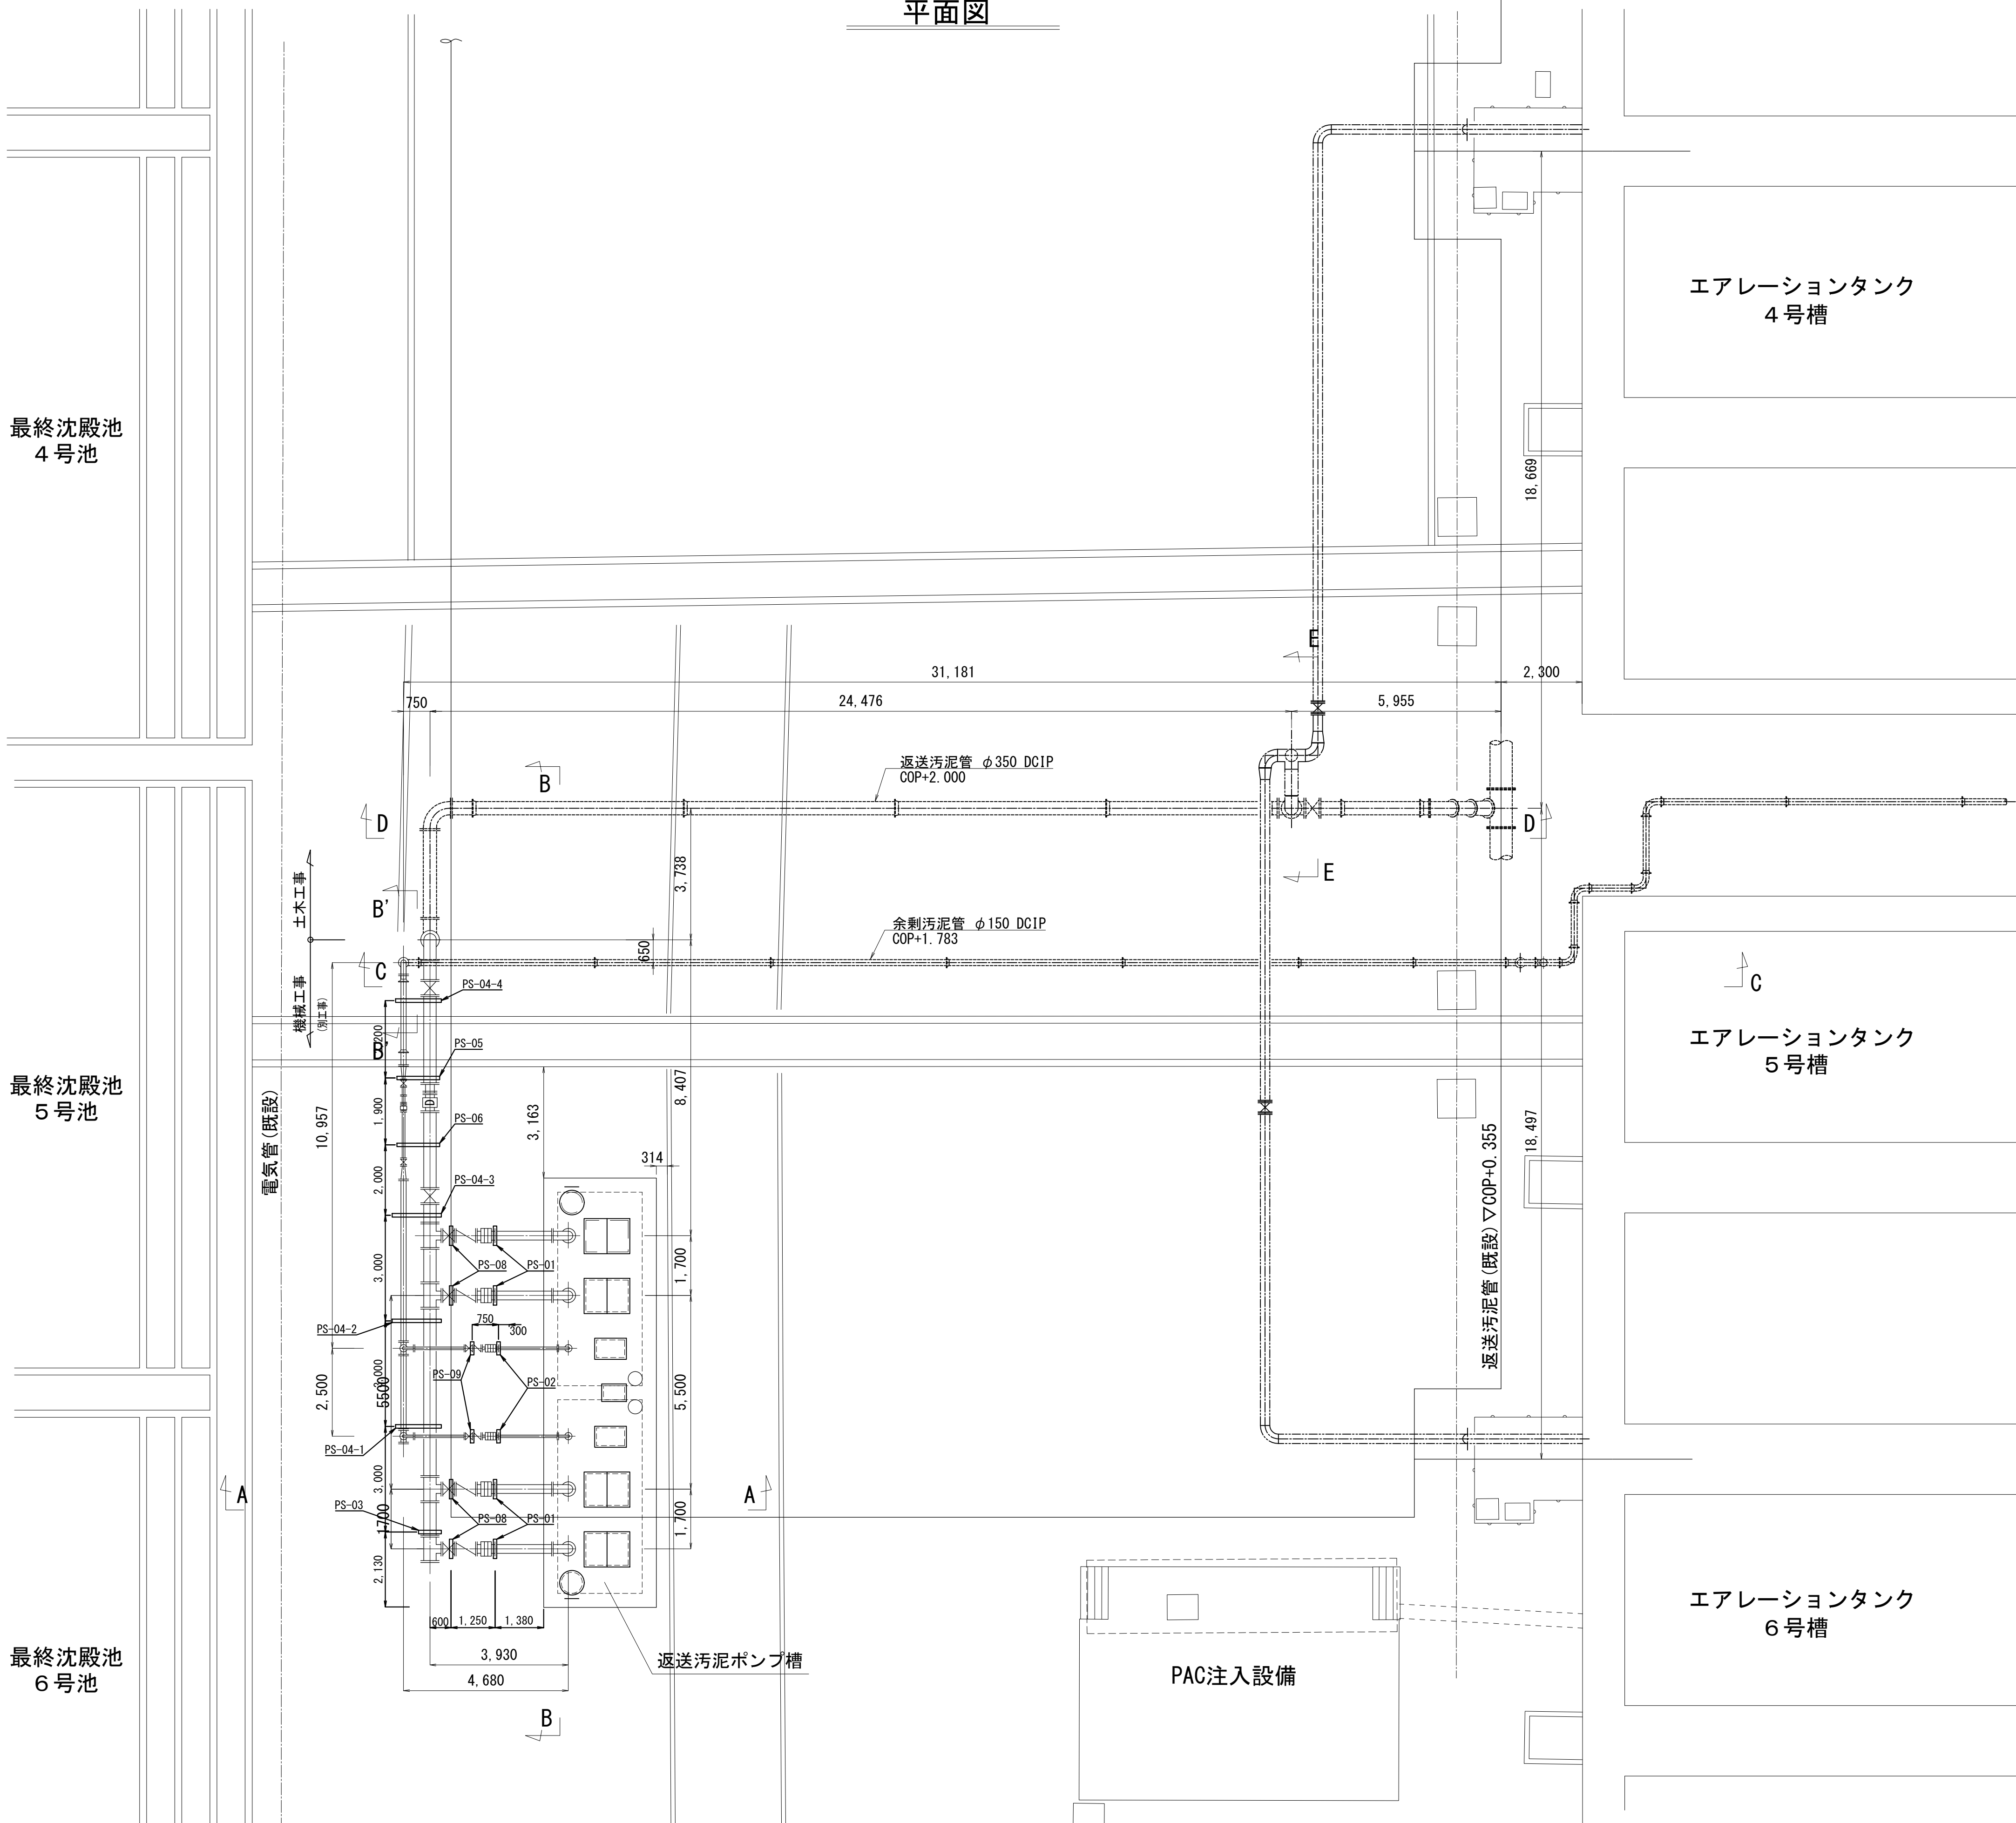 平面図
エアレーションタンク
４号槽
最終沈殿池
４号池
18,669
E
31,181
2,300
750
24,476
5,955
返送汚泥管 φ350 DCIP
COP+2.000
B
D
D
3,738
E
土木工事
B'
余剰汚泥管 φ150 DCIP
COP+1.783
650
C
C
機械工事
(別工事)
PS-04-4
B
PS-05
エアレーションタンク
５号槽
最終沈殿池
５号池
電気管(既設)
10,957
1,900
PS-06
3,163
8,407
314
2,000
PS-04-3
返送汚泥管(既設)▽COP+0.355
18,497
3,000
PS-08
PS-01
1,700
PS-04-2
750
300
2,500
5500
PS-09
PS-02
5,500
PS-04-1
A
A
3,000
PS-03
1700
PS-08
PS-01
1,700
2,130
600
1,250
1,380
3,930
4,680
返送汚泥ポンプ槽
B
最終沈殿池
６号池
PAC注入設備
エアレーションタンク
６号槽